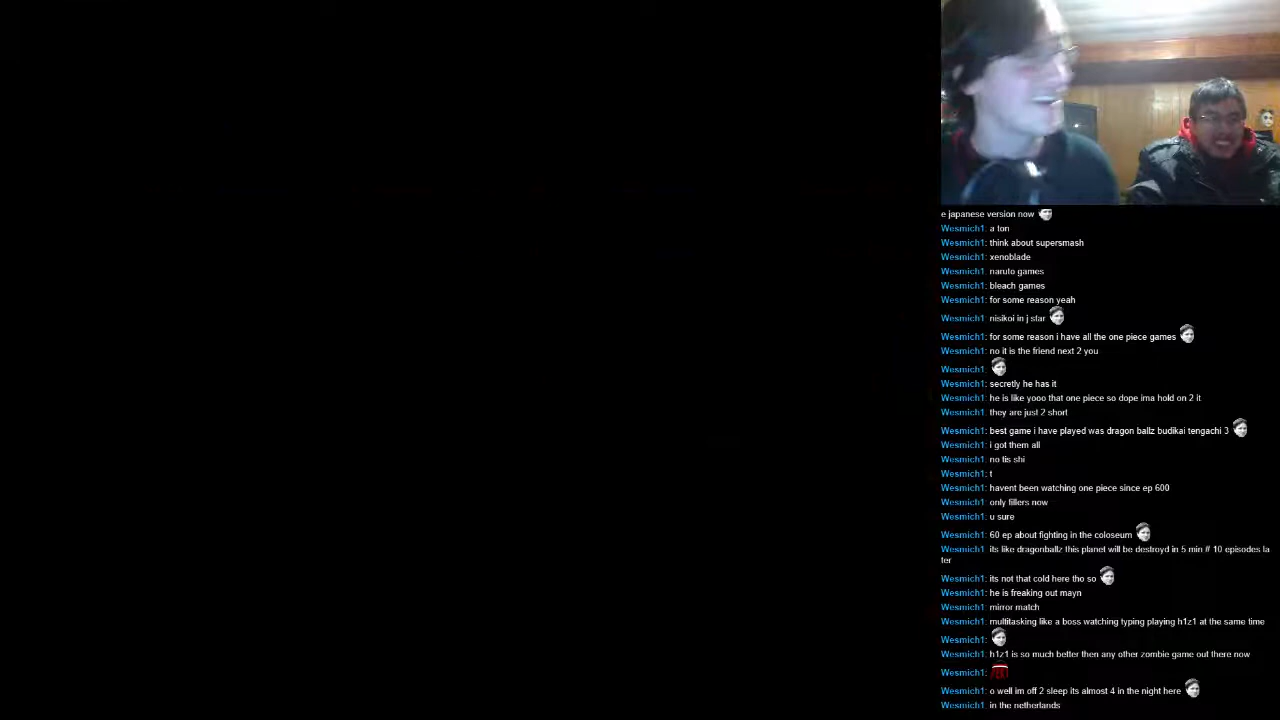 e japanese version now
Wesmich1: a ton
Wesmich1: think about supersmash
Wesmich1: xenoblade
Wesmich1: naruto games
Wesmich1: bleach games
Wesmich1: for some reason yeah
Wesmich1: nisikoi in j star
Wesmich1: for some reason i have all the one piece games
Wesmich1: no it is the friend next 2 you
Wesmich1:
Wesmich1: secretly he has it
Wesmich1: he is like yooo that one piece so dope ima hold on 2 it
Wesmich1: they are just 2 short
Wesmich1: best game i have played was dragon ballz budikai tengachi 3
Wesmich1: i got them all
Wesmich1: no tis shi
Wesmich1: t
Wesmich1: havent been watching one piece since ep 600
Wesmich1: only fillers now
Wesmich1: u sure
Wesmich1: 60 ep about fighting in the coloseum
Wesmich1: its like dragonballz this planet will be destroyd in 5 min // 10 episodes la
ter
Wesmich1: its not that cold here tho so
Wesmich1: he is freaking out mayn
Wesmich1: mirror match
Wesmich1: multitasking like a boss watching typing playing h1z1 at the same time
Wesmich1:
Wesmich1: h1z1 is so much better then any other zombie game out there now
Wesmich1:
Wesmich1: o well im off 2 sleep its almost 4 in the night here
Wesmich1: in the netherlands